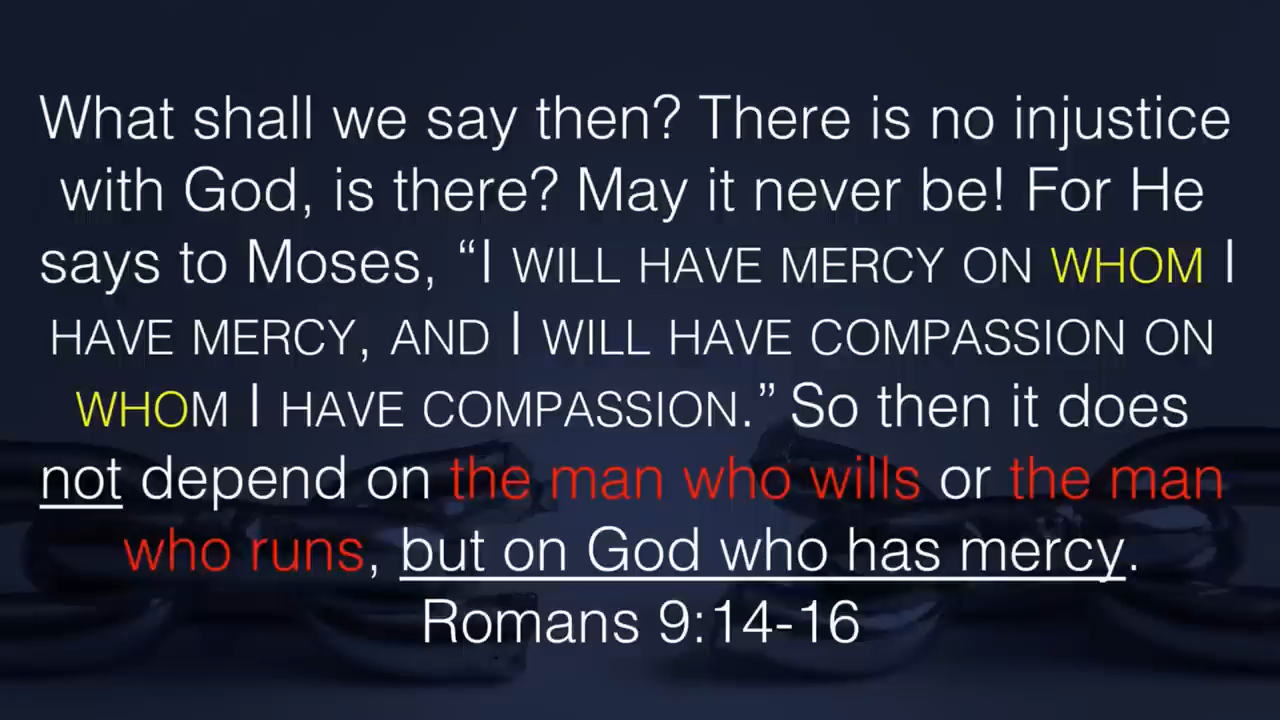 What shall we say then? There is no injustice
with God, is there? May it never be! For He
says to Moses, “I WILL HAVE MERCY ON WHOM I
HAVE MERCY, AND I WILL HAVE COMPASSION ON
WHOM I HAVE COMPASSION.” So then it does
not depend on the man who wills or the man
who runs, but on God who has mercy.
Romans 9:14-16